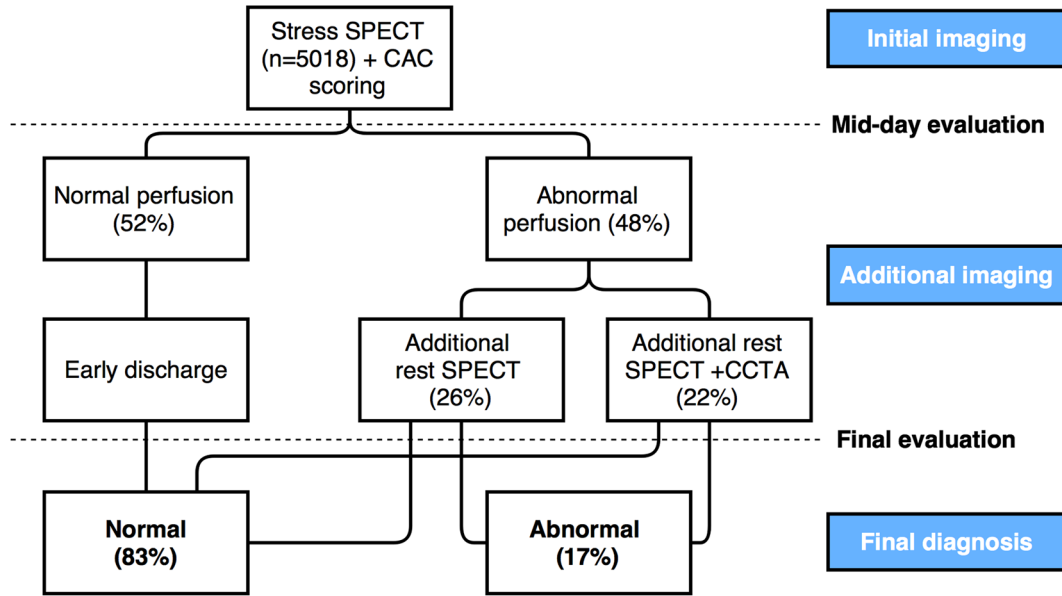 Stress SPECT
(n=5018) + CAC
scoring
Initial imaging
Mid-day evaluation
Normal perfusion
(52%)
Abnormal
perfusion (48%)
Additional imaging
Early discharge
Additional
rest SPECT
(26%)
Additional rest
SPECT +CCTA
(22%)
Final evaluation
Normal
(83%)
Abnormal
(17%)
Final diagnosis